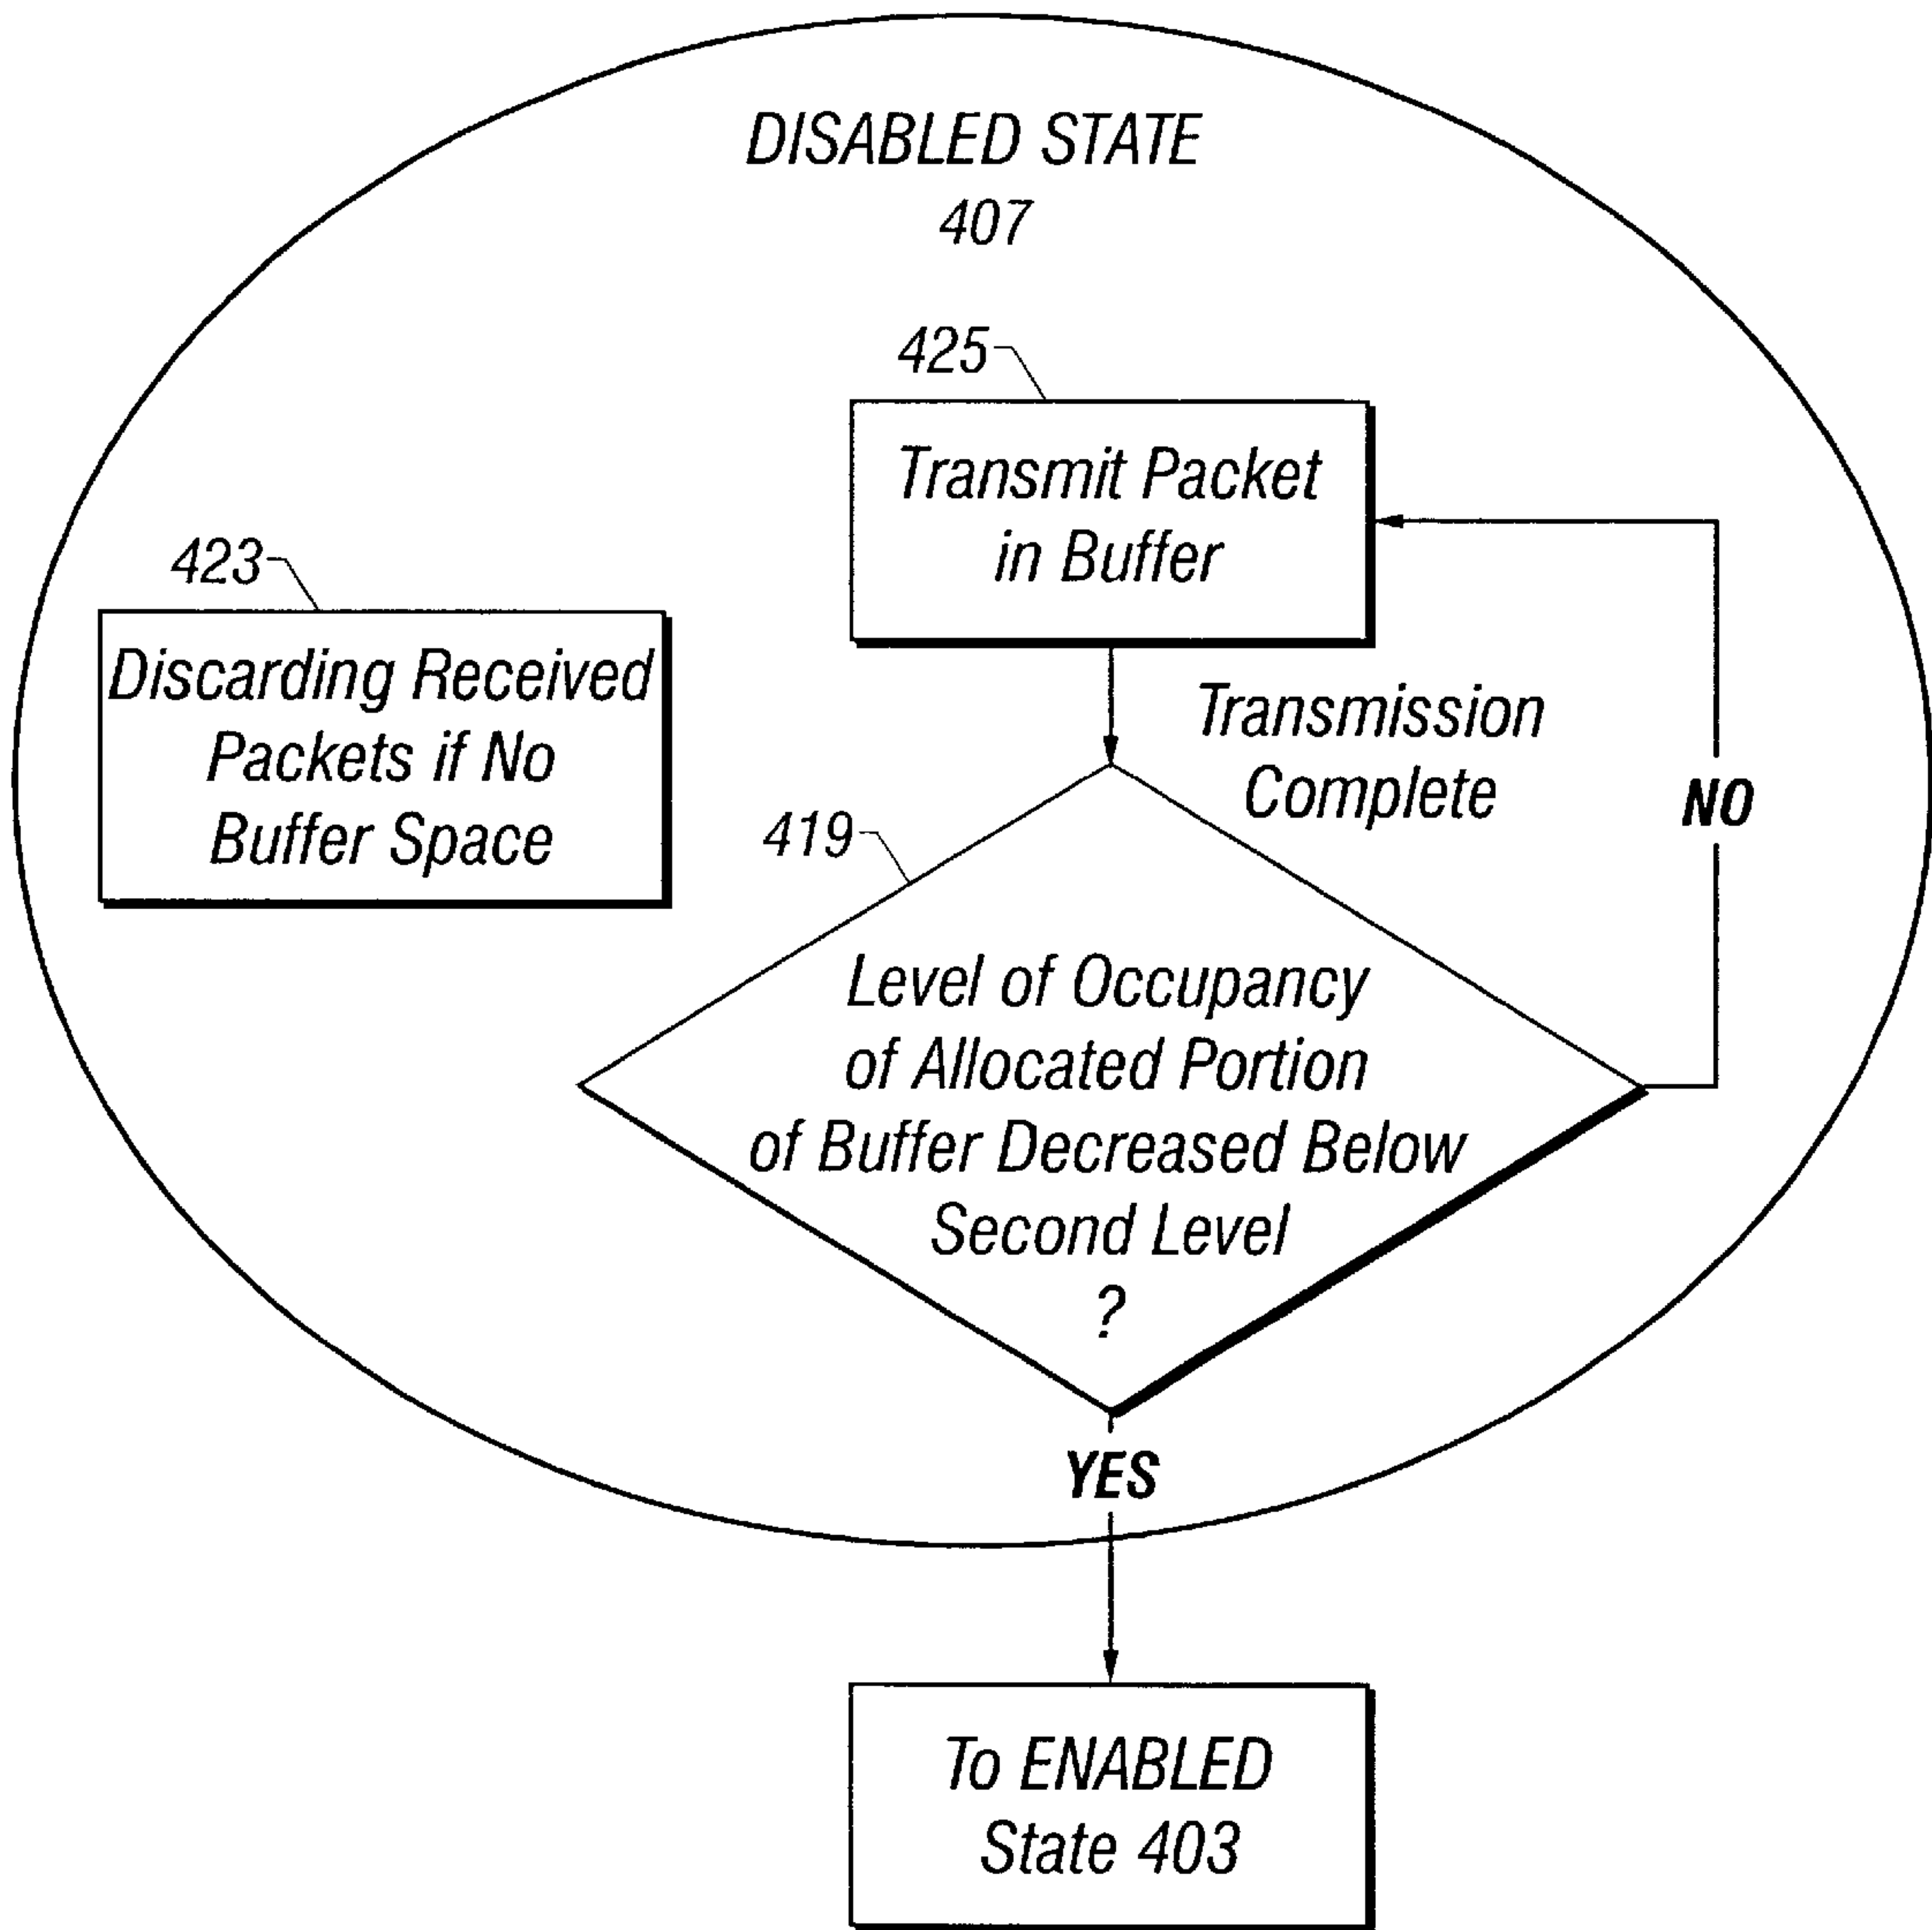 DISABLED STATE
407
425
Transmit Packet
in Buffer
423
Discarding Received
Packets if No
Buffer Space
Transmission
Complete
NO
419
Level of Occupancy
of Allocated Portion
of Buffer Decreased Below
Second Level
?
YES
To ENABLED
State 403